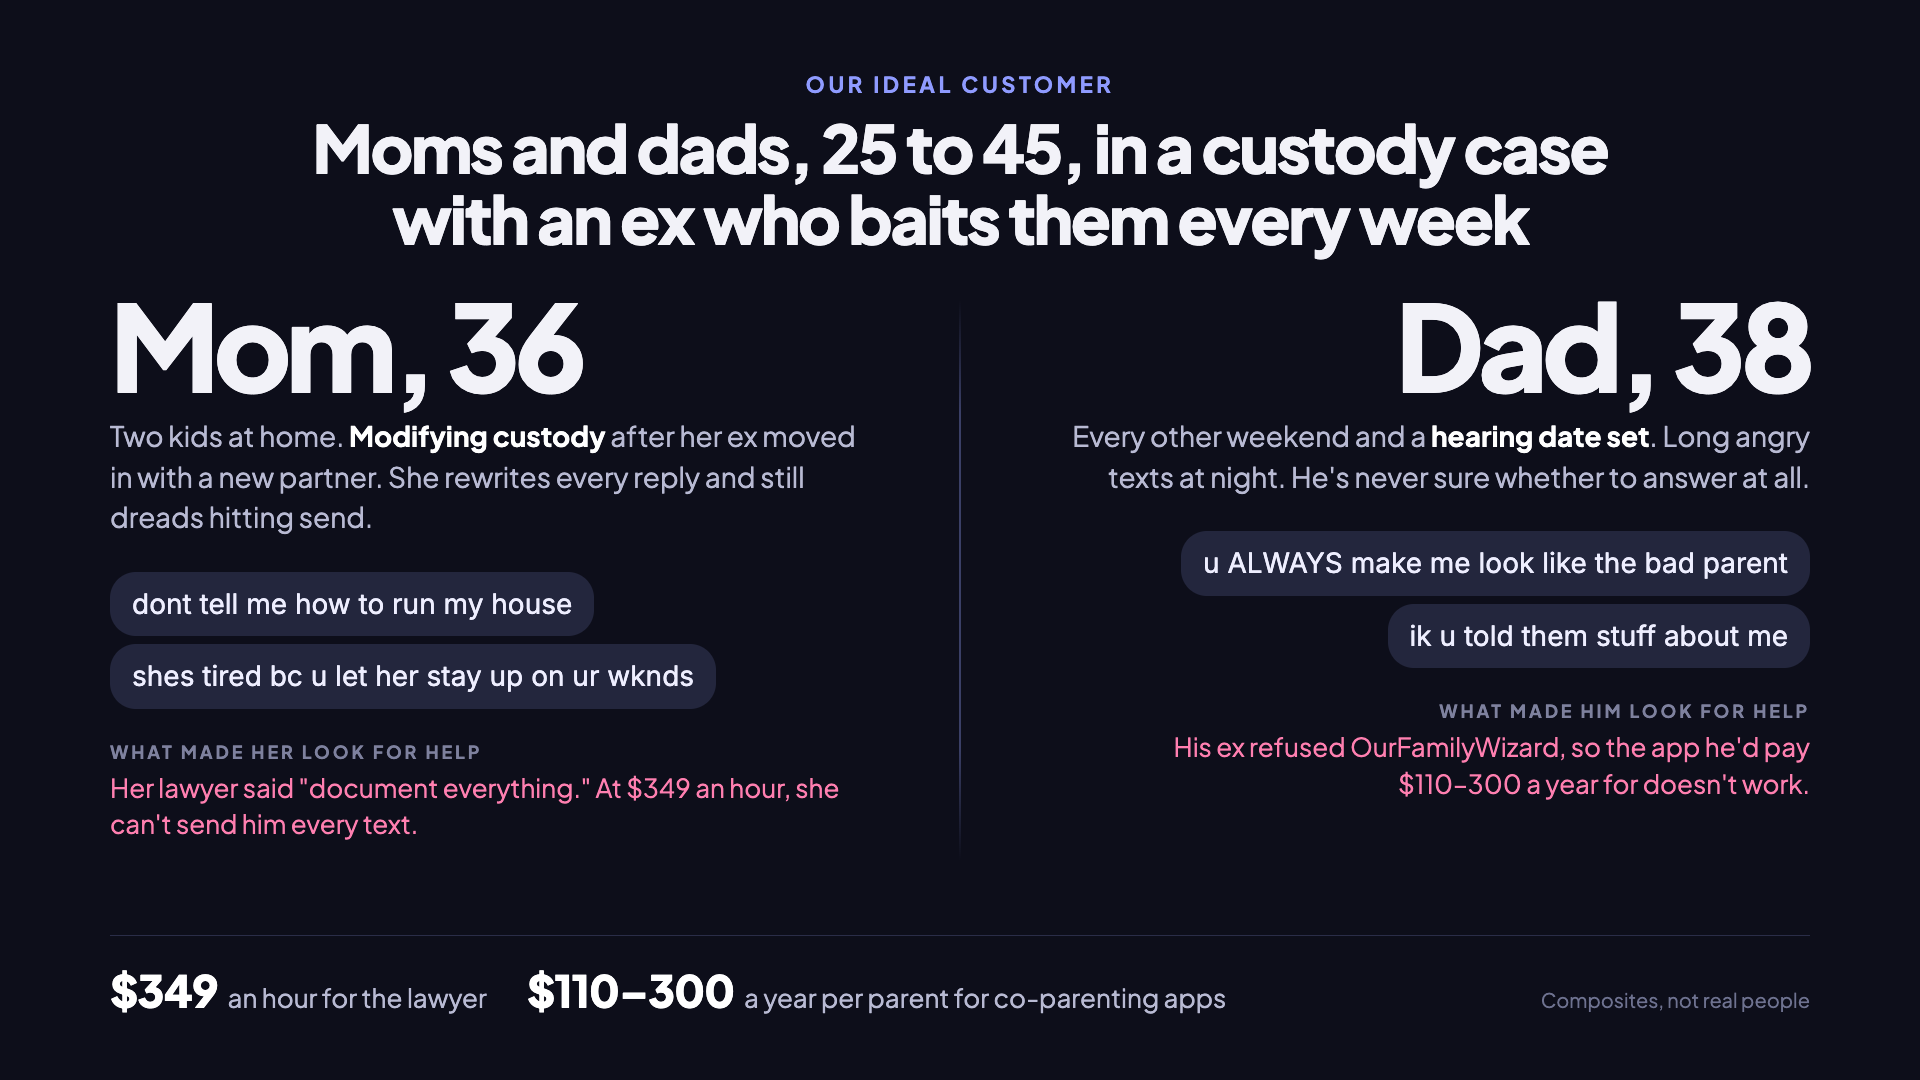 OUR IDEAL CUSTOMER
Moms and dads, 25 to 45, in a custody case
with an ex who baits them every week
Mom, 36
Two kids at home. Modifying custody after her ex moved
in with a new partner. She rewrites every reply and still
dreads hitting send.
dont tell me how to run my house
shes tired bc u let her stay up on ur wknds
WHAT MADE HER LOOK FOR HELP
Her lawyer said "document everything." At $349 an hour, she
can't send him every text.
Dad, 38
Every other weekend and a hearing date set. Long angry
texts at night. He's never sure whether to answer at all.
u ALWAYS make me look like the bad parent
ik u told them stuff about me
WHAT MADE HIM LOOK FOR HELP
His ex refused OurFamilyWizard, so the app he'd pay
$110–300 a year for doesn't work.
$349 an hour for the lawyer
$110–300 a year per parent for co-parenting apps
Composites, not real people